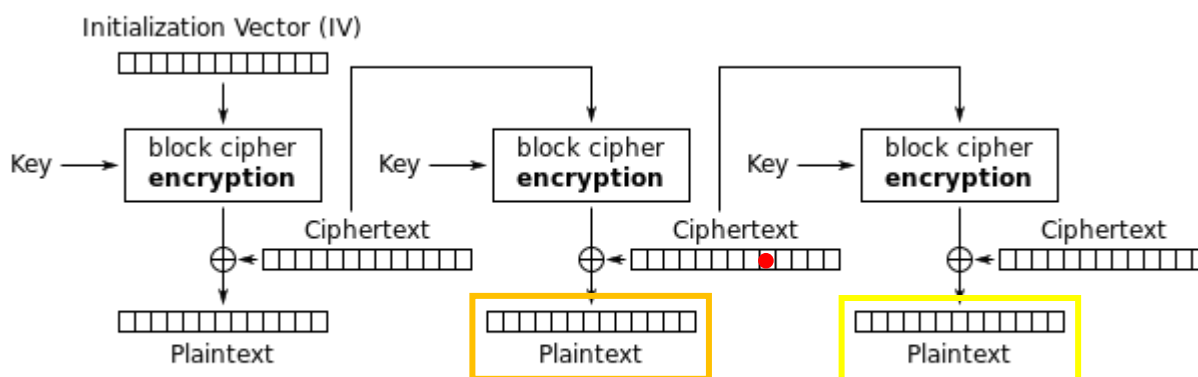 Initialization Vector (IV)
Key
block cipher
encryption
Ciphertext
Plaintext
Key
block cipher
encryption
Ciphertext
Plaintext
Key
block cipher
encryption
Ciphertext
Plaintext